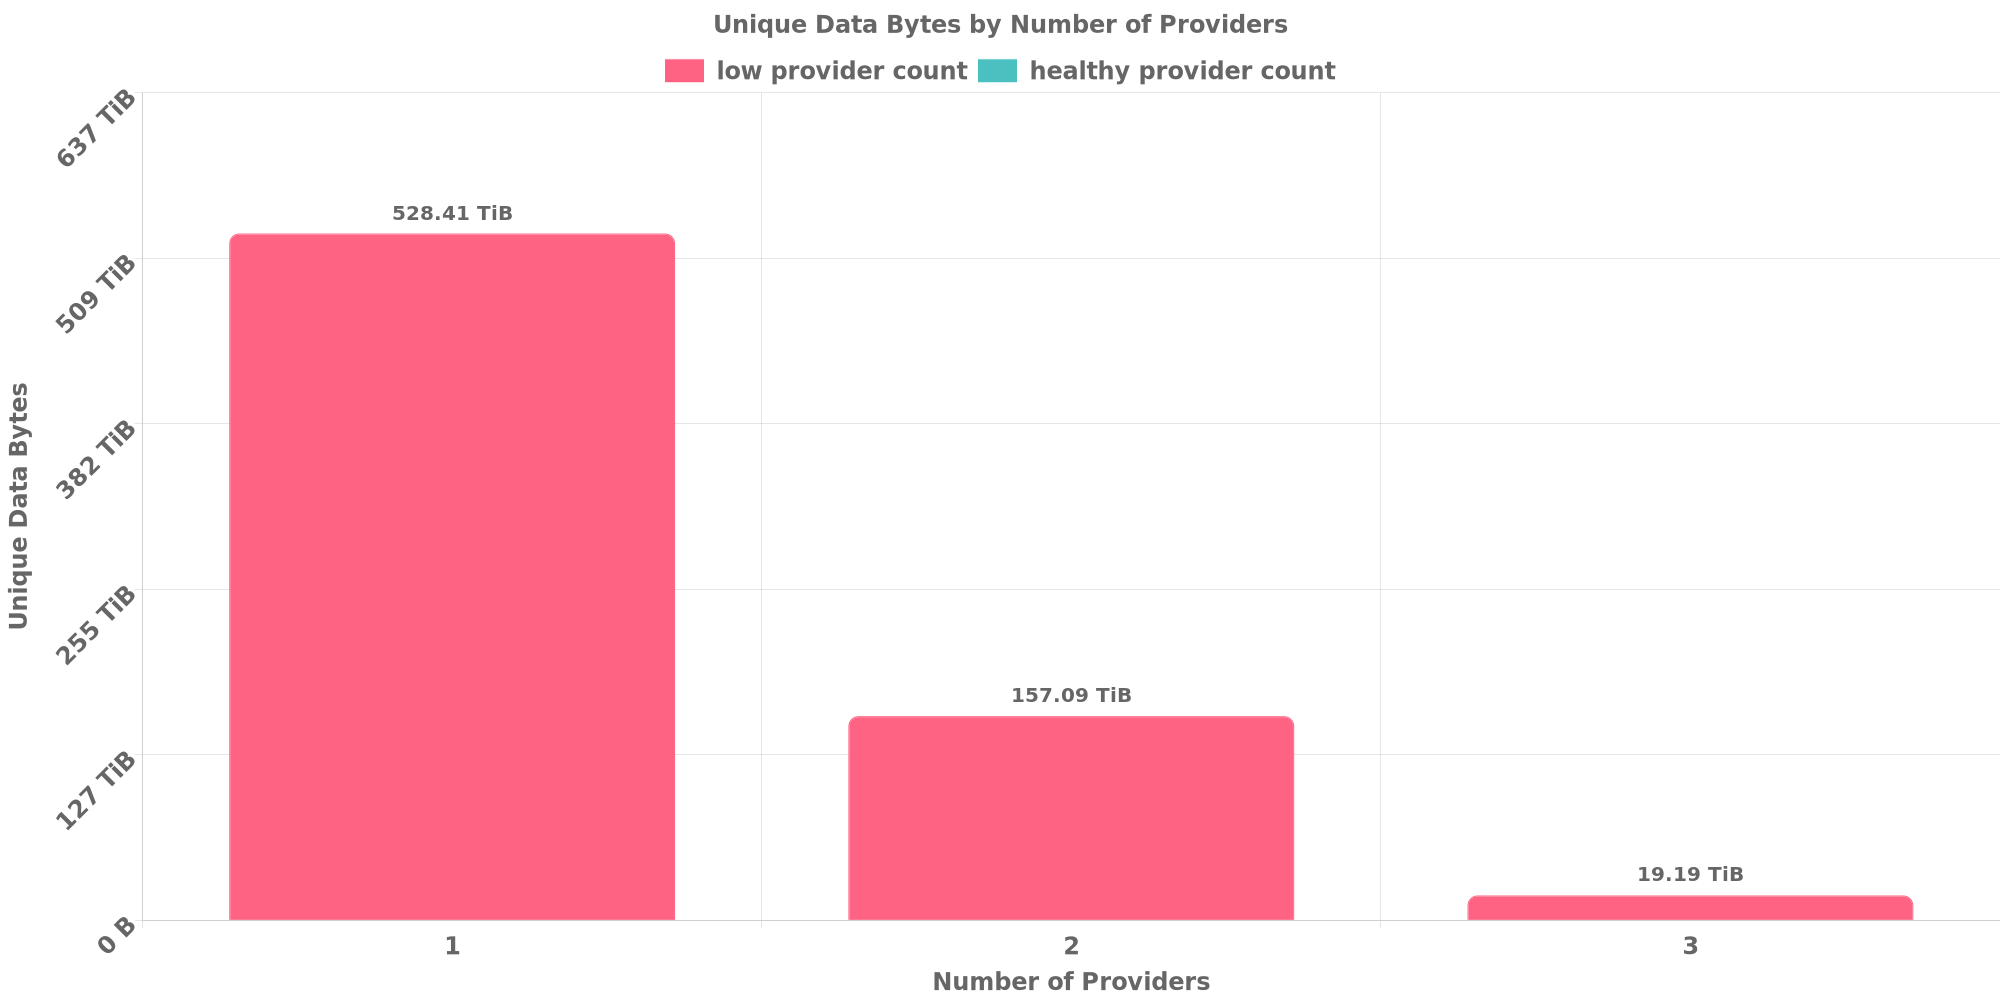 Unique Data Bytes by Number of Providers
low provider count healthy provider count
637 TiB
528.41 TiB
509 TiB
382 TiB
Unique Data Bytes
255 TiB
157.09 TiB
127 TiB
19.19 TiB
0 B
1 2 3
Number of Providers